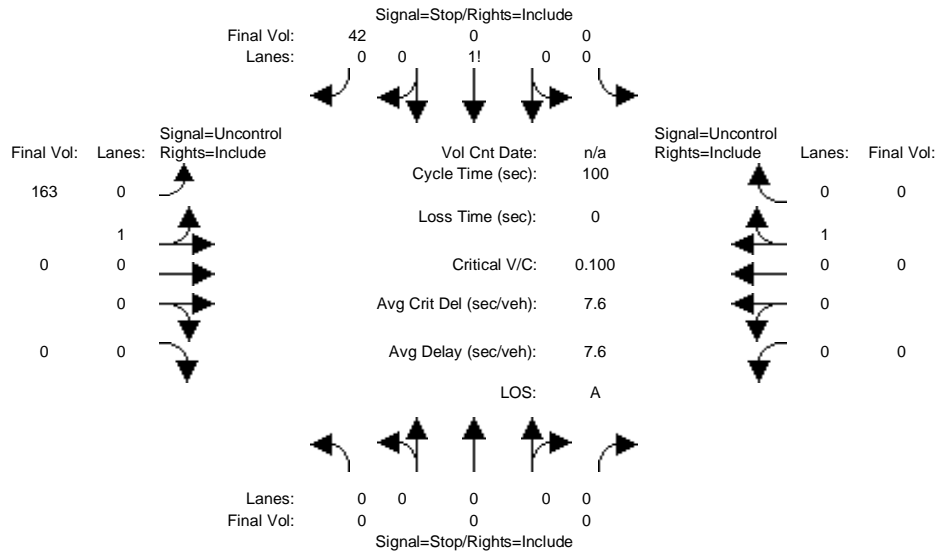 Signal=Stop/Rights=Include
Final Vol: 42 0 0
Lanes: 0 0 1! 0 0
Signal=Uncontrol Signal=Uncontrol
Final Vol: Lanes: Rights=Include Vol Cnt Date: n/a Rights=Include Lanes: Final Vol:
Cycle Time (sec): 100
163 0 0 0
Loss Time (sec): 0
1 1
0 0 Critical V/C: 0.100 0 0
0 Avg Crit Del (sec/veh): 7.6 0
0 0 Avg Delay (sec/veh): 7.6 0 0
LOS: A
Lanes: 0 0 0 0 0
Final Vol: 0 0 0
Signal=Stop/Rights=Include